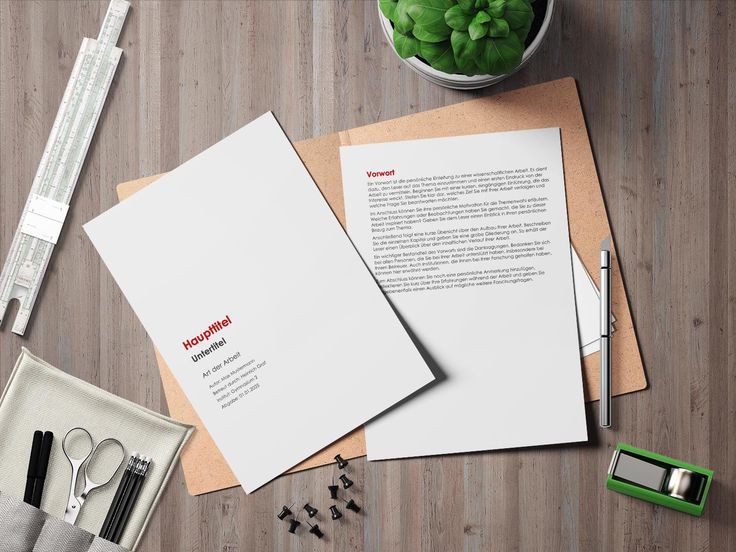 Haupttitel
Untertitel
Art der Arbeit
Autor: Max Mustermann
Betreut durch: Heinrich Graf
Institut: Gymnasium 2
Abgabe: 01.01.2023
Vorwort
Ein Vorwort ist die persönliche Einleitung zu einer wissenschaftlichen Arbeit. Es dient
dazu, den Leser auf das Thema einzustimmen und einen ersten Eindruck von der
Arbeit zu vermitteln. Beginnen Sie mit einer kurzen, eingängigen Einführung, die das
Interesse weckt. Stellen Sie klar dar, welches Ziel Sie mit Ihrer Arbeit verfolgen und
welche Frage Sie beantworten möchten.
Im Anschluss können Sie Ihre persönliche Motivation für die Themenwahl erläutern.
Welche Erfahrungen oder Beobachtungen haben Sie gemacht, die Sie zu dieser
Arbeit inspiriert haben? Geben Sie dem Leser einen Einblick in Ihren persönlichen
Bezug zum Thema.
Anschließend folgt eine kurze Übersicht über den Aufbau Ihrer Arbeit. Beschreiben
Sie die einzelnen Kapitel und geben Sie eine grobe Gliederung an. So erhält der
Leser einen Überblick über den inhaltlichen Verlauf Ihrer Arbeit.
Ein wichtiger Bestandteil des Vorworts sind die Danksagungen. Bedanken Sie sich
bei allen Personen, die Sie bei Ihrer Arbeit unterstützt haben, insbesondere bei
Ihrem Betreuer. Auch Institutionen, die Ihnen bei Ihrer Forschung geholfen haben,
können hier erwähnt werden.
Abschluss können Sie noch eine persönliche Anmerkung hinzufügen.
Sie kurz über Ihre Erfahrungen während der Arbeit und geben Sie
einen Ausblick auf mögliche weitere Forschungsfragen.